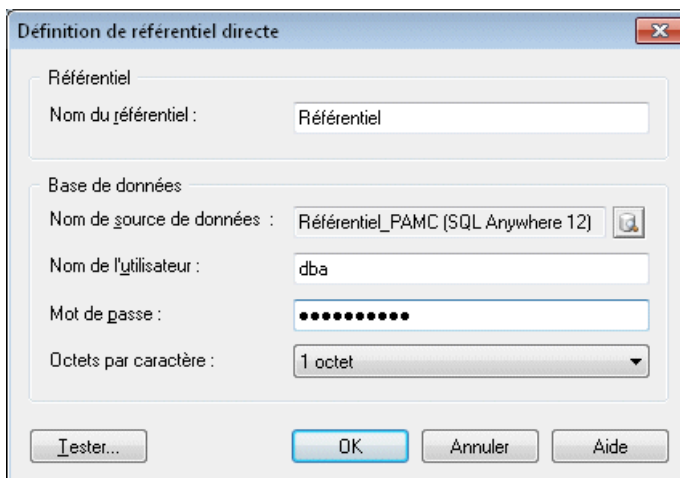 Définition de référentiel directe
Référentiel
Nom du référentiel :
Référentiel
Base de données
Nom de source de données :
Référentiel_PAMC (SQL Anywhere 12)
Nom de l'utilisateur :
dba
Mot de passe :
●●●●●●●●●●
Octets par caractère :
1 octet
Tester...
OK
Annuler
Aide